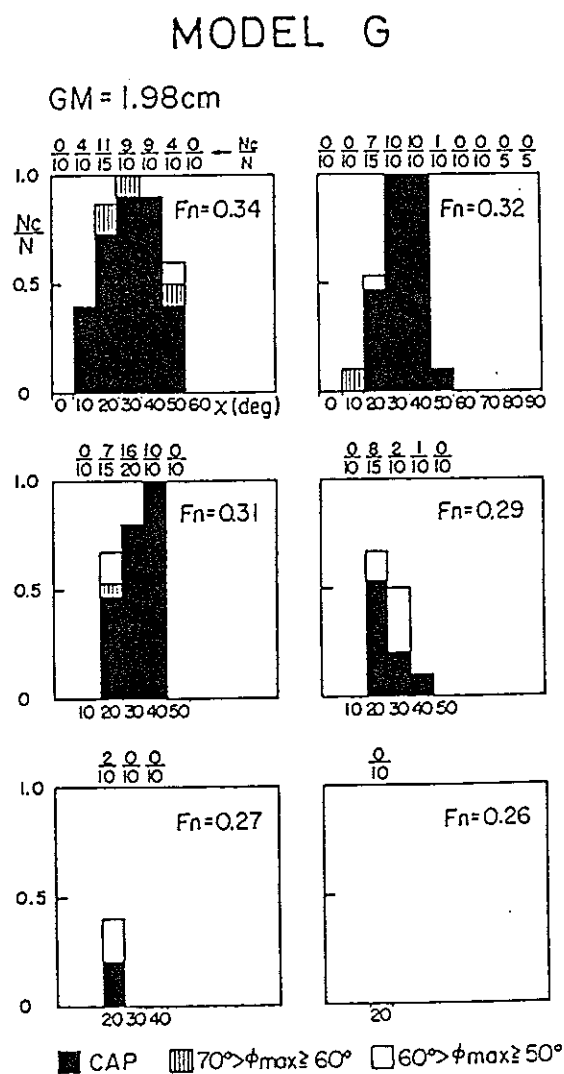 MODEL G
GM = 1.98cm
0/10 4/10 11/15 9/10 9/10 4/10 0/10 ← Nc/N
1.0
Nc/N
0.5
0
Fn=0.34
0 10 20 30 40 50 60 χ(deg)
0/10 0/10 7/15 10/10 10/10 1/10 0/10 0/10 0/5 0/5
Fn=0.32
0 10 20 30 40 50 60 70 80 90
0/10 7/15 16/20 10/10 0/10
1.0
0.5
0
Fn=0.31
10 20 30 40 50
0/10 8/15 2/10 1/10 0/10
Fn=0.29
10 20 30 40 50
2/10 0/10 0/10
1.0
0.5
0
Fn=0.27
20 30 40
0/10
Fn=0.26
20
CAP 70°>ϕmax≥60° 60°>ϕmax≥50°